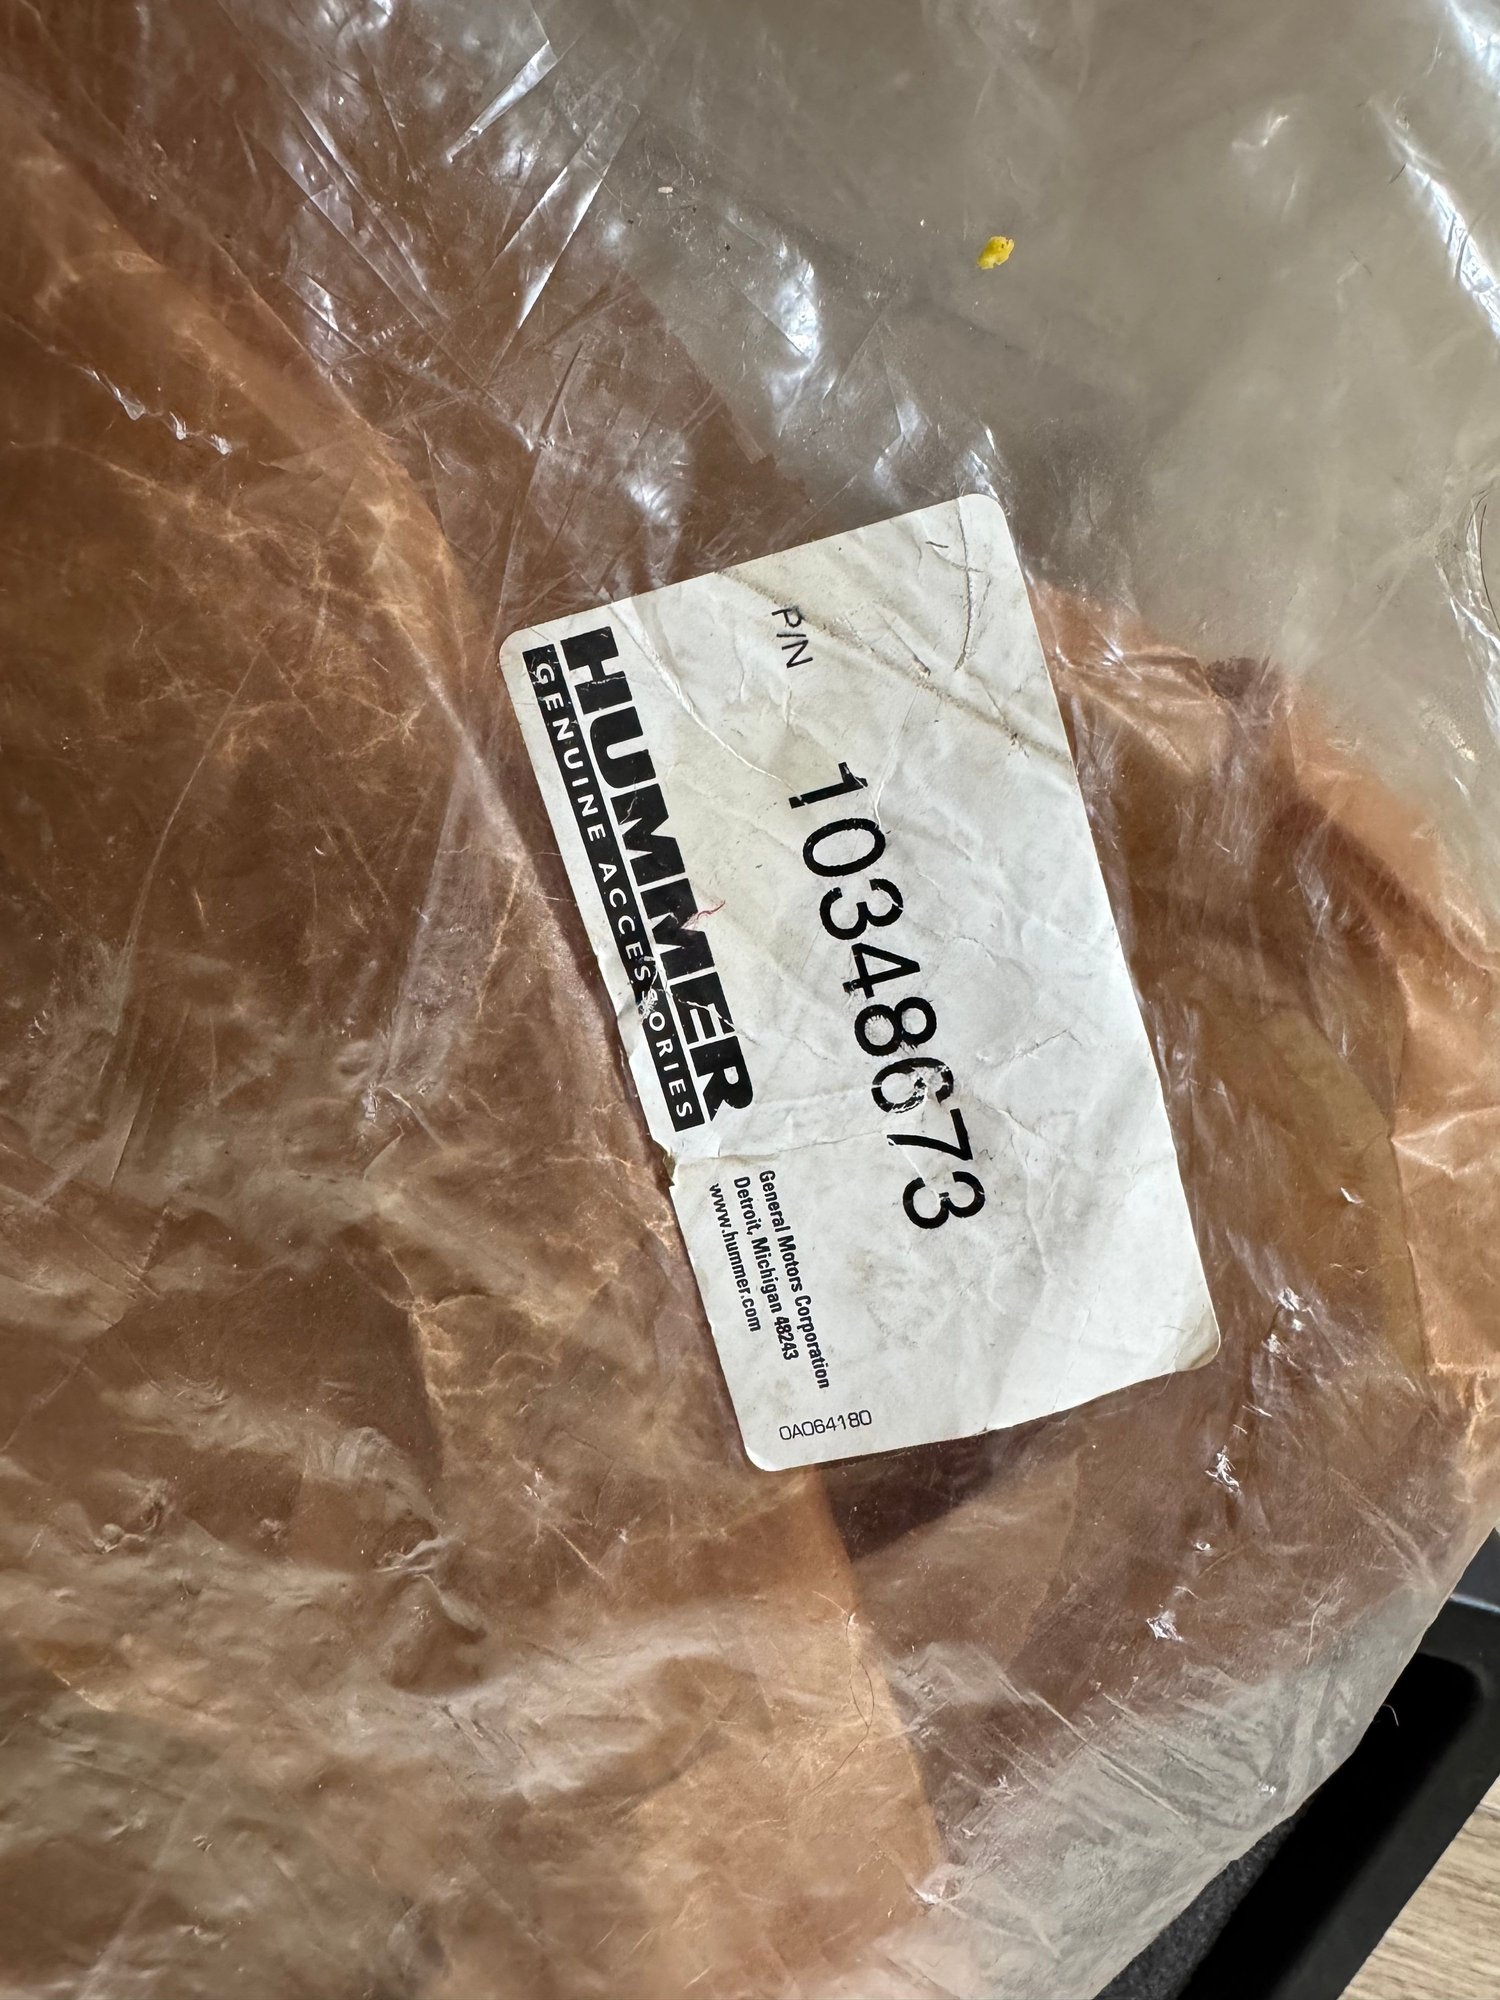 P/N
10348673
HUMMER
GENUINE ACCESSORIES
General Motors Corporation
Detroit, Michigan 48243
www.hummer.com
0A064180